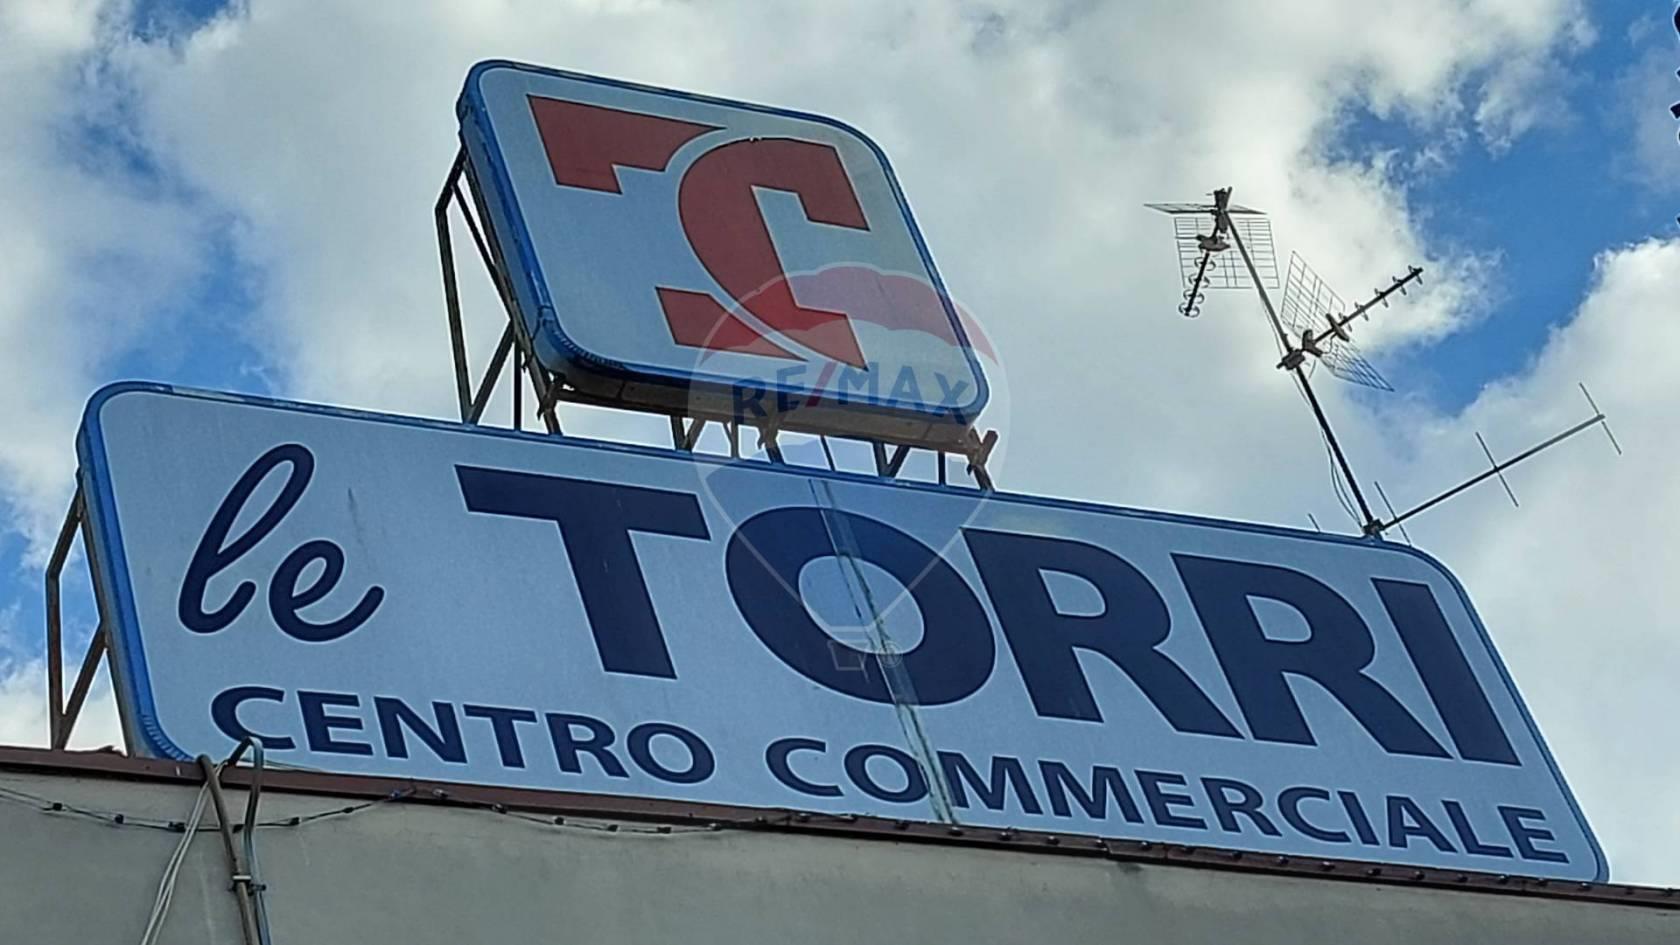 RE/MAX
le TORRI
CENTRO COMMERCIALE